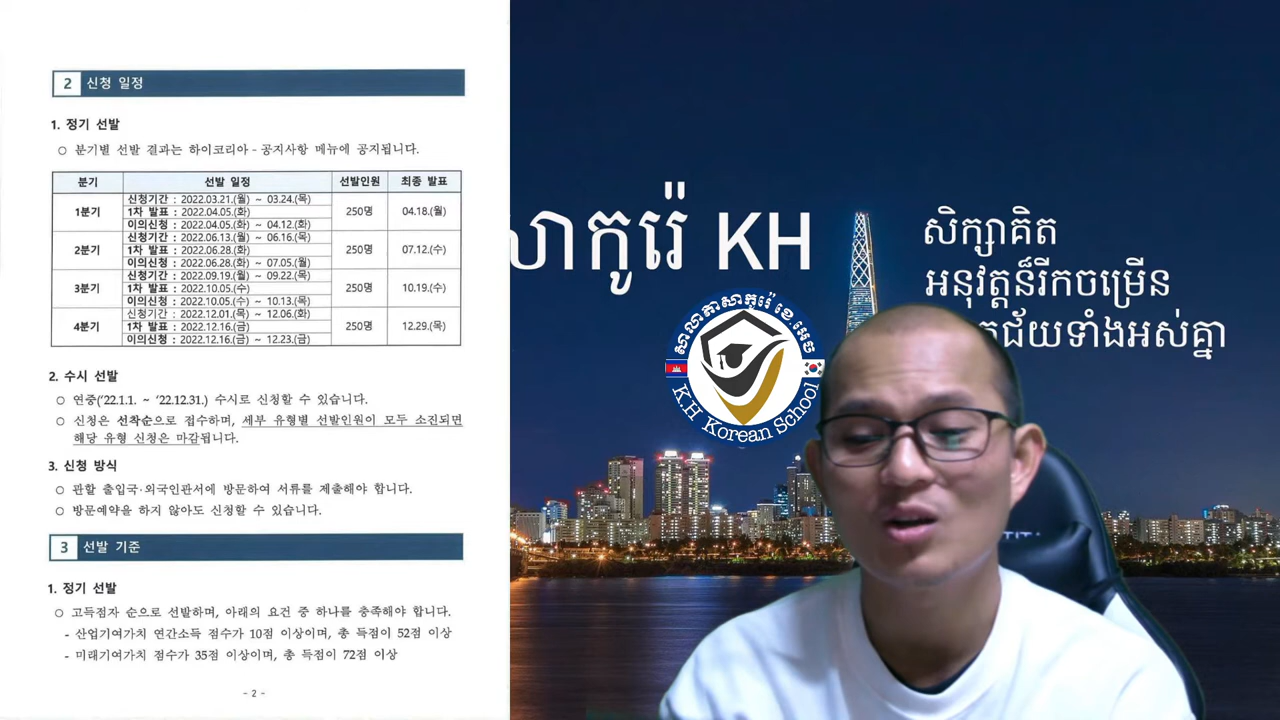 2 신청 일정
1. 정기 선발
○ 분기별 선발 결과는 하이코리아 - 공지사항 메뉴에 공지됩니다.
분기 선발 일정 선발인원 최종 발표
1분기 신청기간 : 2022.03.21.(월) ~ 03.24.(목) 250명 04.18.(월)
1차 발표 : 2022.04.05.(화)
이의신청 : 2022.04.05.(화) ~ 04.12.(화)
2분기 신청기간 : 2022.06.13.(월) ~ 06.16.(목) 250명 07.12.(수)
1차 발표 : 2022.06.28.(화)
이의신청 : 2022.06.28.(화) ~ 07.05.(월)
3분기 신청기간 : 2022.09.19.(월) ~ 09.22.(목) 250명 10.19.(수)
1차 발표 : 2022.10.05.(수)
이의신청 : 2022.10.05.(수) ~ 10.13.(목)
4분기 신청기간 : 2022.12.01.(목) ~ 12.06.(화) 250명 12.29.(목)
1차 발표 : 2022.12.16.(금)
이의신청 : 2022.12.16.(금) ~ 12.23.(금)
2. 수시 선발
○ 연중('22.1.1. ~ '22.12.31.) 수시로 신청할 수 있습니다.
○ 신청은 선착순으로 접수하며, 세부 유형별 선발인원이 모두 소진되면
해당 유형 신청은 마감됩니다.
3. 신청 방식
○ 관할 출입국·외국인관서에 방문하여 서류를 제출해야 합니다.
○ 방문예약을 하지 않아도 신청할 수 있습니다.
3 선발 기준
1. 정기 선발
○ 고득점자 순으로 선발하며, 아래의 요건 중 하나를 충족해야 합니다.
- 산업기여가치 연간소득 점수가 10점 이상이며, 총 득점이 52점 이상
- 미래기여가치 점수가 35점 이상이며, 총 득점이 72점 이상
- 2 -
សាកូរ៉េ KH
សិក្សាគិត
អនុវត្តន៏រីកចម្រើន
ជ័យទាំងអស់គ្នា
សាលាភាសាកូរ៉េ ខេ.អេច
K.H Korean School